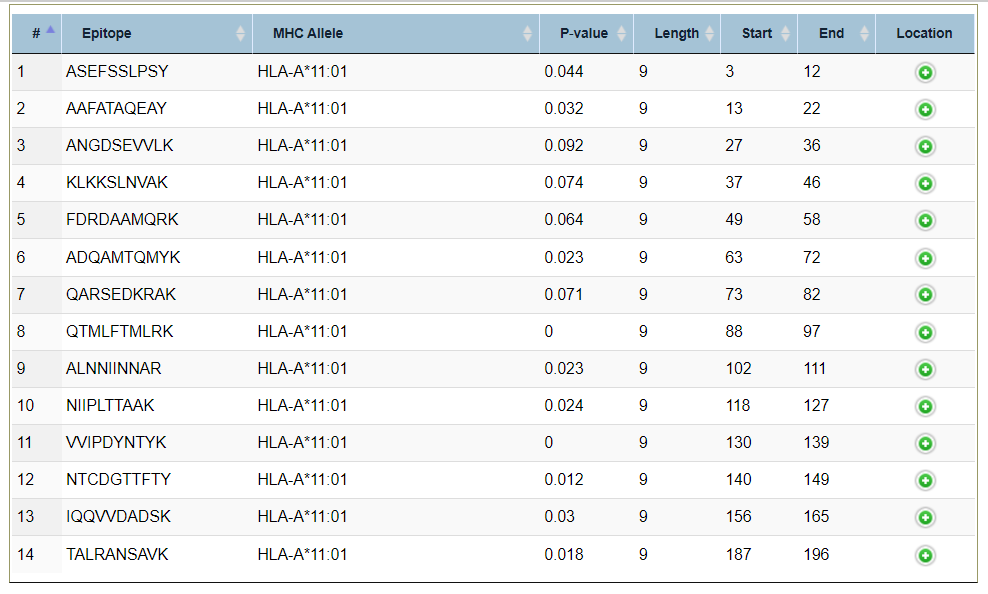 # Epitope MHC Allele P-value Length Start End Location
1 ASEFSSLPSY HLA-A*11:01 0.044 9 3 12
2 AAFATAQEAY HLA-A*11:01 0.032 9 13 22
3 ANGDSEVVLK HLA-A*11:01 0.092 9 27 36
4 KLKKSLNVAK HLA-A*11:01 0.074 9 37 46
5 FDRDAAMQRK HLA-A*11:01 0.064 9 49 58
6 ADQAMTQMYK HLA-A*11:01 0.023 9 63 72
7 QARSEDKRAK HLA-A*11:01 0.071 9 73 82
8 QTMLFTMLRK HLA-A*11:01 0 9 88 97
9 ALNNIINNAR HLA-A*11:01 0.023 9 102 111
10 NIIPLTTAAK HLA-A*11:01 0.024 9 118 127
11 VVIPDYNTYK HLA-A*11:01 0 9 130 139
12 NTCDGTTFTY HLA-A*11:01 0.012 9 140 149
13 IQQVVDADSK HLA-A*11:01 0.03 9 156 165
14 TALRANSAVK HLA-A*11:01 0.018 9 187 196